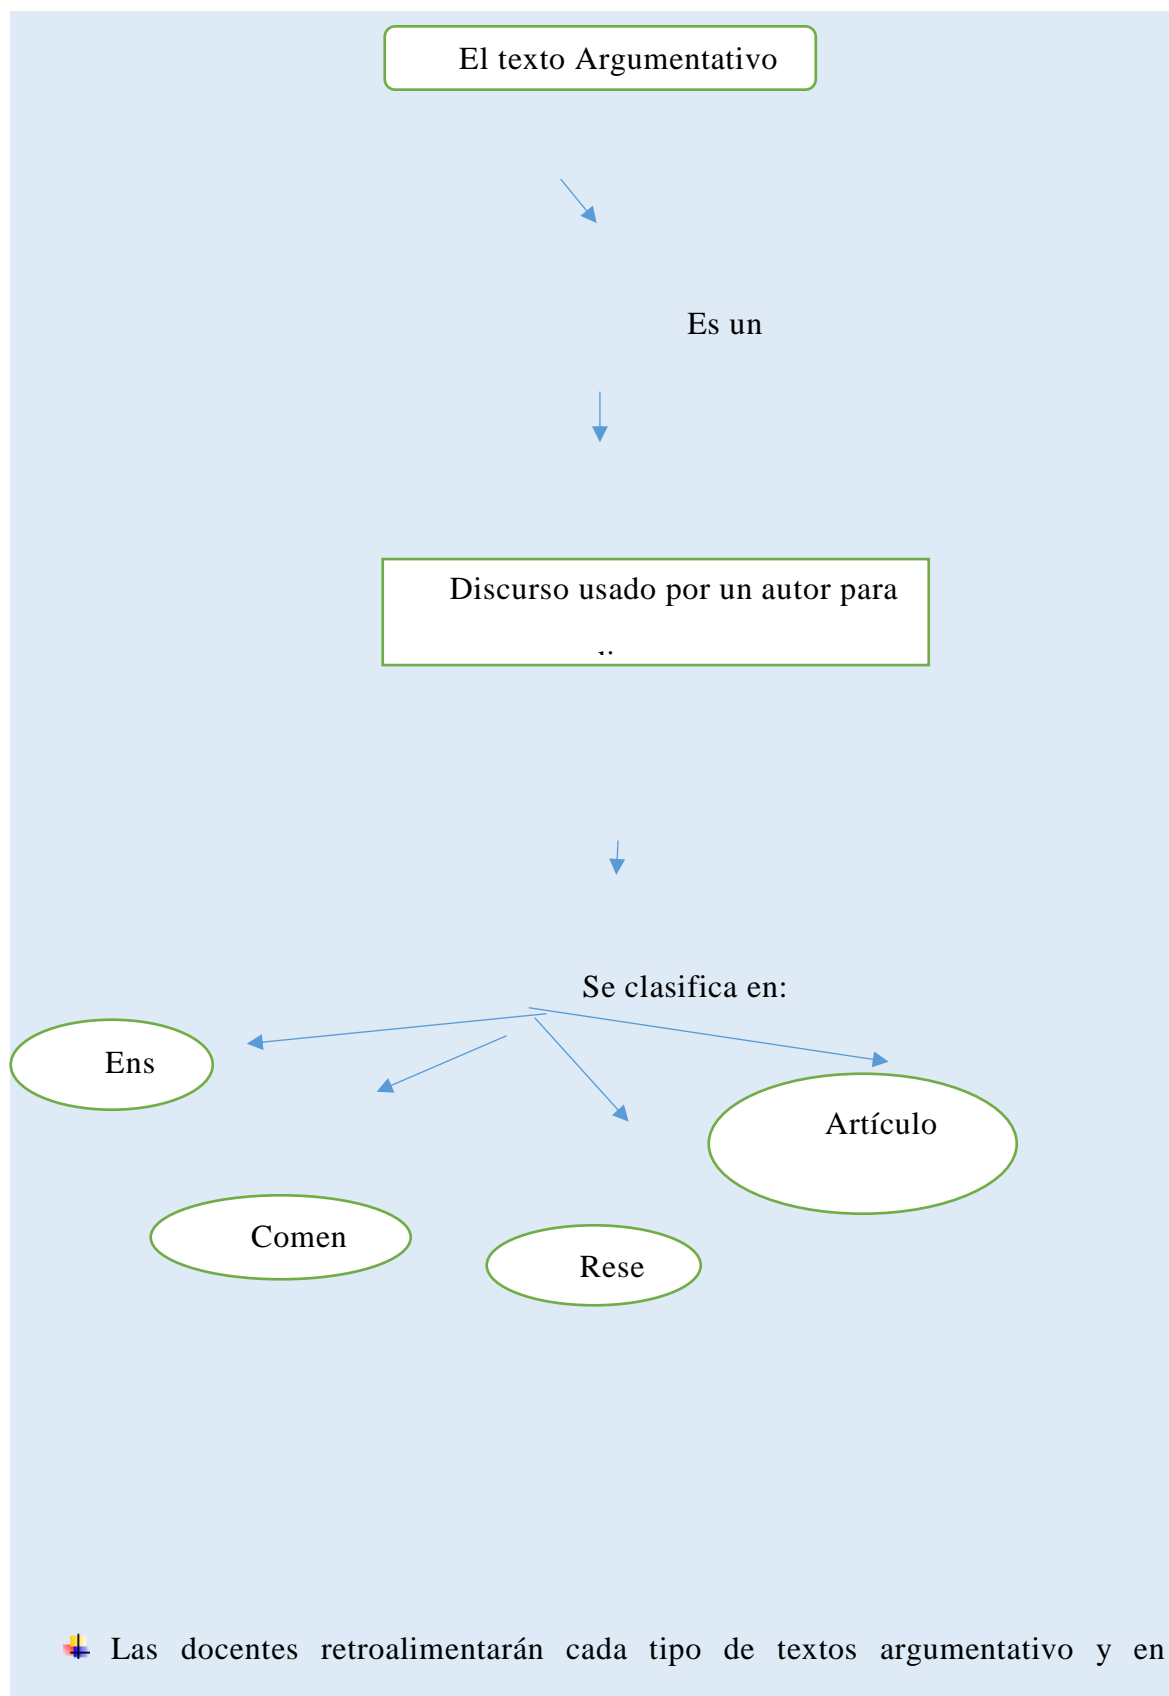 El texto Argumentativo
Es un
Discurso usado por un autor para
Se clasifica en:
Ens
Artículo
Comen
Rese
Las docentes retroalimentarán cada tipo de textos argumentativo y en